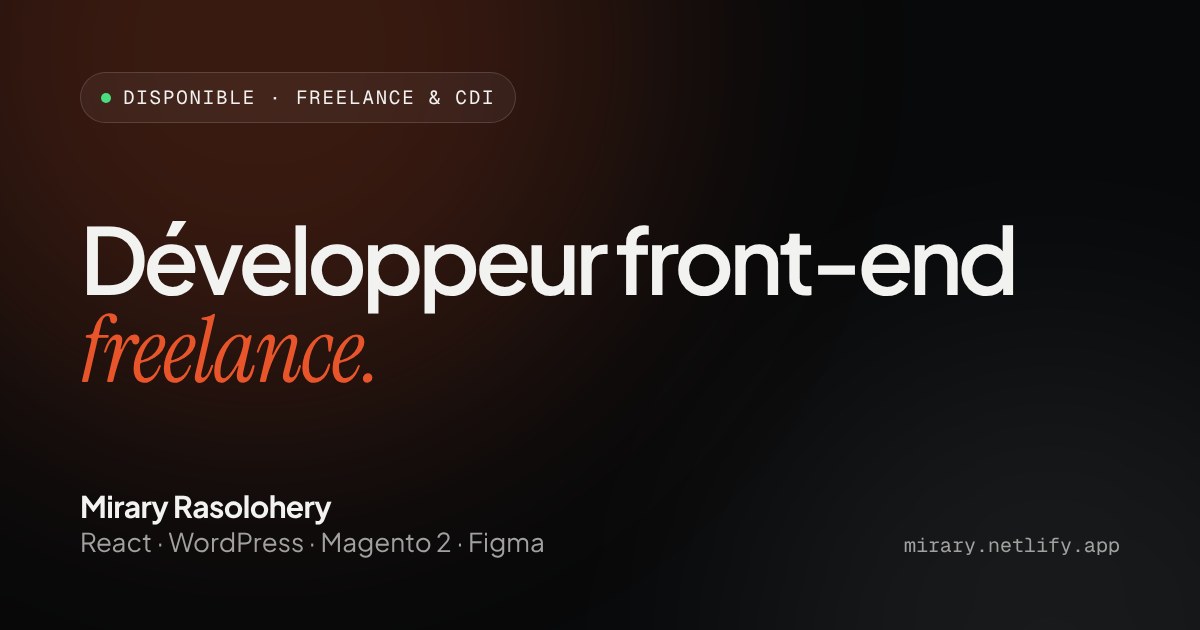 DISPONIBLE · FREELANCE & CDI
Développeur front-end
freelance.
Mirary Rasolohery
React · WordPress · Magento 2 · Figma
mirary.netlify.app